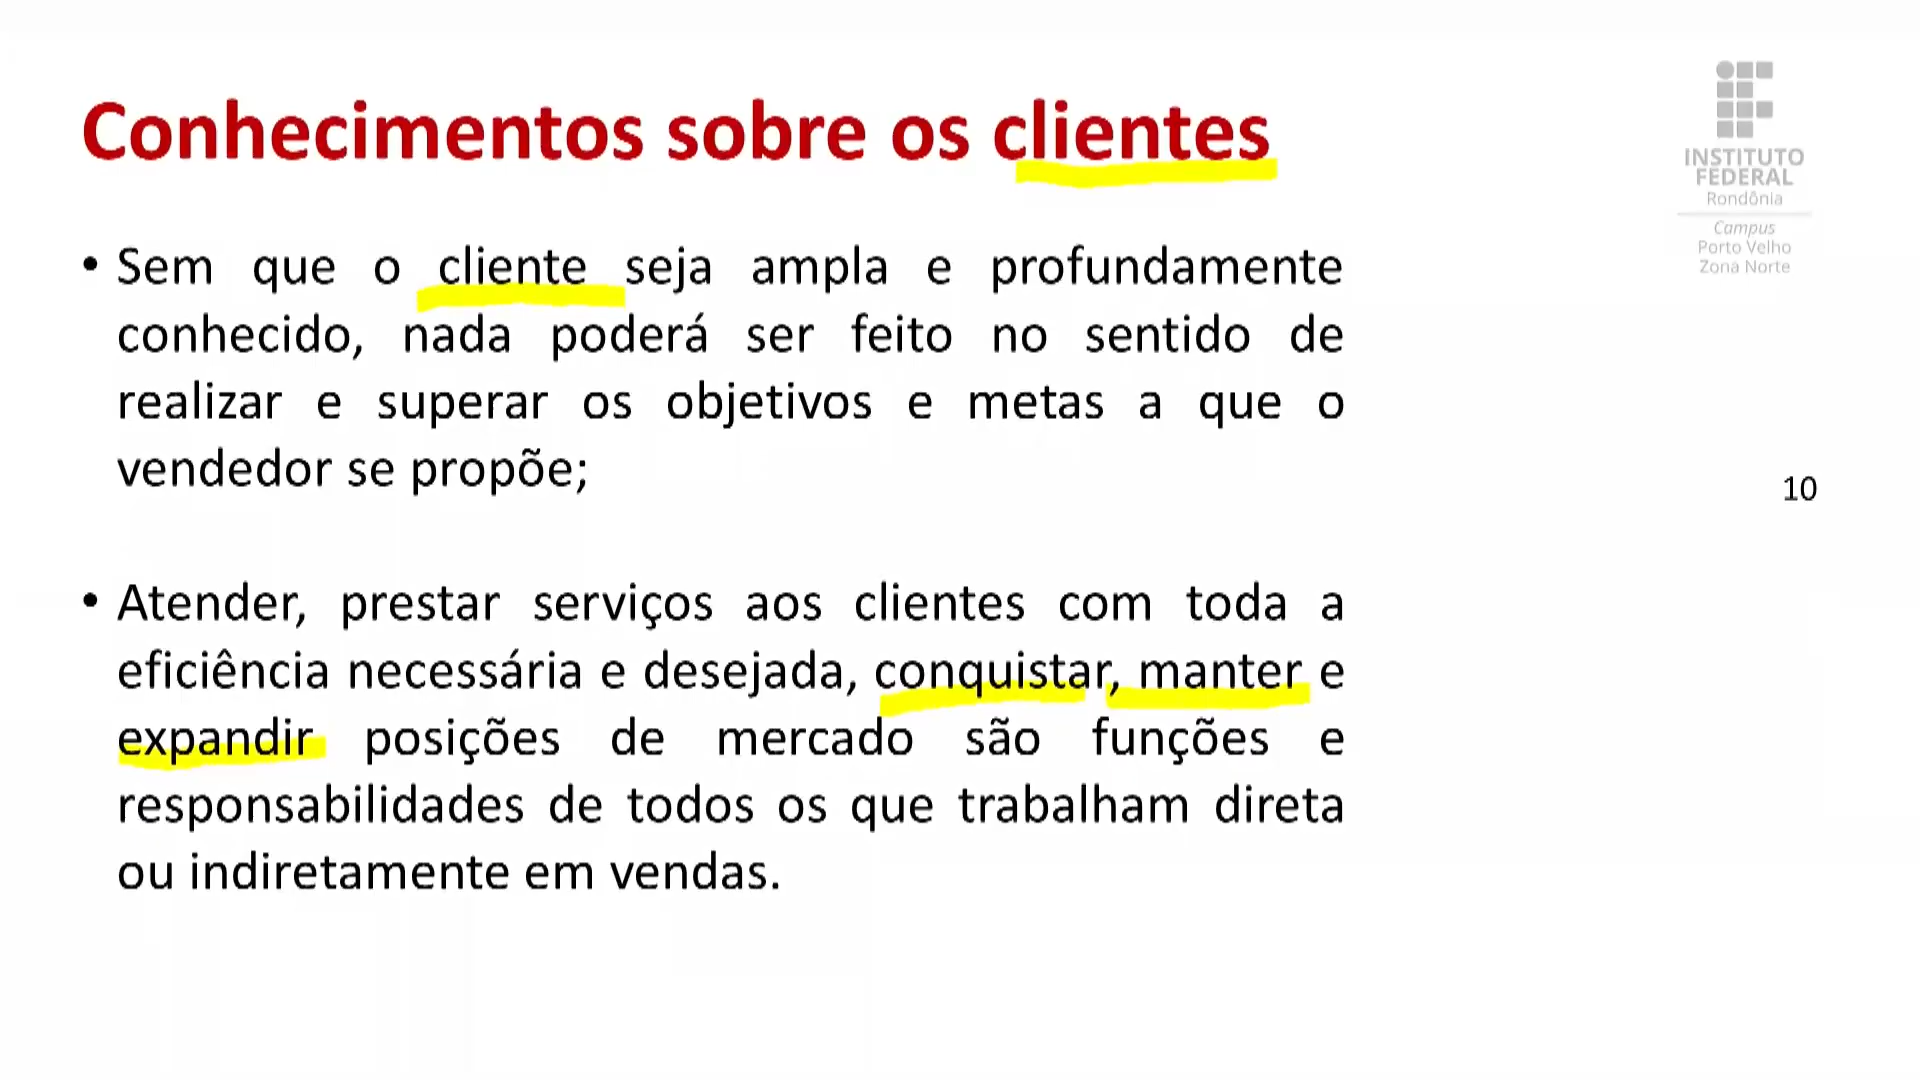 Conhecimentos sobre os clientes
INSTITUTO
FEDERAL
Rondônia
Campus
Porto Velho
Zona Norte
• Sem que o cliente seja ampla e profundamente
conhecido, nada poderá ser feito no sentido de
realizar e superar os objetivos e metas a que o
vendedor se propõe;
10
• Atender, prestar serviços aos clientes com toda a
eficiência necessária e desejada, conquistar, manter e
expandir posições de mercado são funções e
responsabilidades de todos os que trabalham direta
ou indiretamente em vendas.